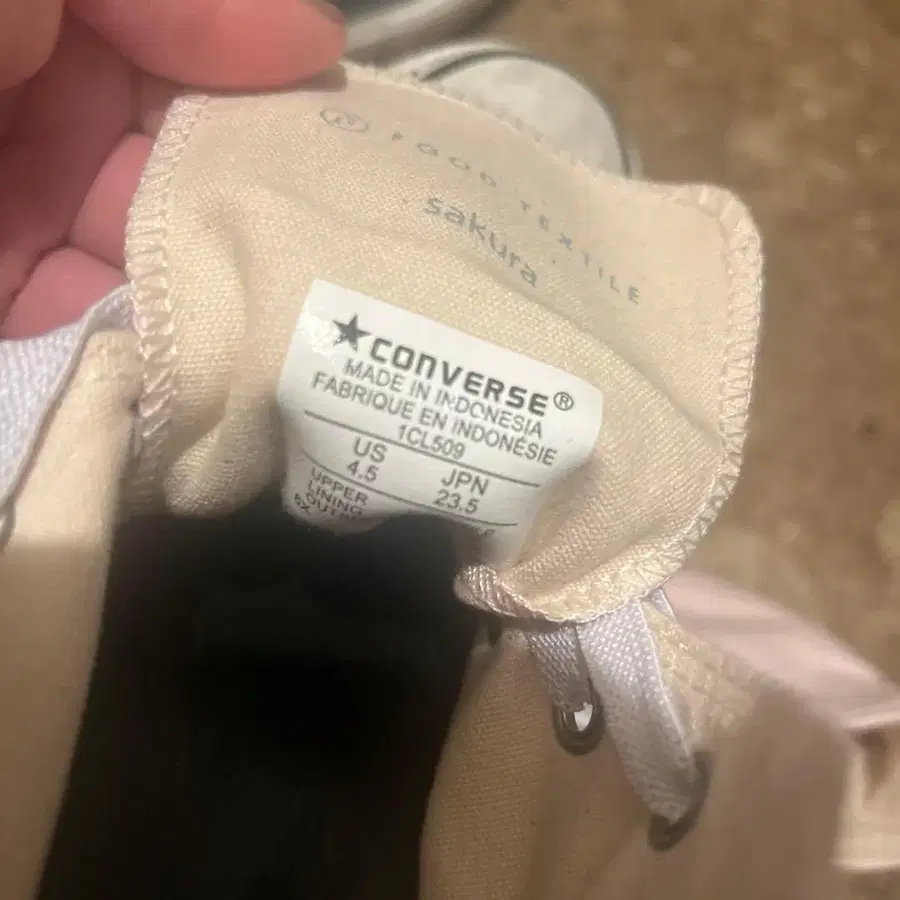 FOOD TEXTILE
sakura
CONVERSE®
MADE IN INDONESIA
FABRIQUE EN INDONÉSIE
1CL509
US JPN
4.5 23.5
UPPER
LINING